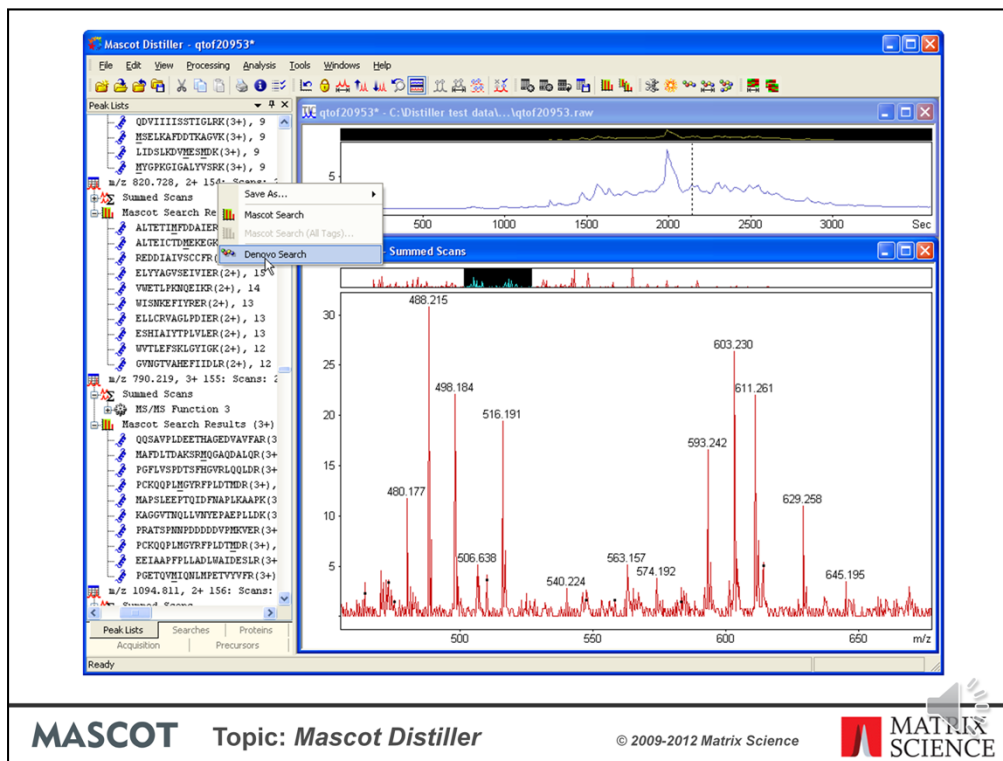 Mascot Distiller - qtof20953*
File Edit View Processing Analysis Tools Windows Help
Peak Lists
QDVIIIISSTIGLRK(3+), 9
MSELKAFDDTKAGVK(3+), 9
LIDSLKDVMESMDK(3+), 9
MYGPKGIGALYVSRK(3+), 9
m/z 820.728, 2+ 154: Scans:
Summed Scans
Mascot Search Re
ALTETIMFDDAIER
ALTEICTDMEKEGK
REDDIAIVSCCFR(
ELYYAGVSEIVIER(2+), 15
VWETLPKNQEIKR(2+), 14
WISNKEFIYRER(2+), 13
ELLCRVAGLPDIER(2+), 13
ESHIAIYTPLVLER(2+), 13
WVTLEFSKLGYIGK(2+), 12
GVNGTVAHEFIIDLR(2+), 12
m/z 790.219, 3+ 155: Scans: 2
Summed Scans
MS/MS Function 3
Mascot Search Results (3+)
QQSAVPLDEETHAGEDVAVFAR(3
MAFDLTDAKSRMQGAQDALQR(3+
PGFLVSPDTSFHGVRLQQLDR(3+
PCKQQPLMGYRFPLDTMDR(3+),
MAPSLEEPTQIDFNAPLKAAPK(3
KAGGVTNQLLVNYEPAEPLLDK(3
PRATSPNNPDDDDDVPMKVER(3+
PCKQQPLMGYRFPLDTMDR(3+),
EEIAAPFPLLADLWAIDESLR(3+
PGETQVMIQNLMPETVYVFR(3+)
m/z 1094.811, 2+ 156: Scans:
Summed Scans
Peak Lists Searches Proteins
Acquisition Precursors
Ready
Save As...
Mascot Search
Mascot Search (All Tags)...
Denovo Search
qtof20953* - C:\Distiller test data\...\qtof20953.raw
5
500 1000 1500 2000 2500 3000 Sec
- Summed Scans
30
25
20
15
10
5
488.215
603.230
498.184
611.261
516.191
593.242
480.177
629.258
506.638
563.157
574.192
540.224
645.195
500 550 600 650 m/z
MASCOT
Topic: Mascot Distiller
© 2009-2012 Matrix Science
MATRIX
SCIENCE